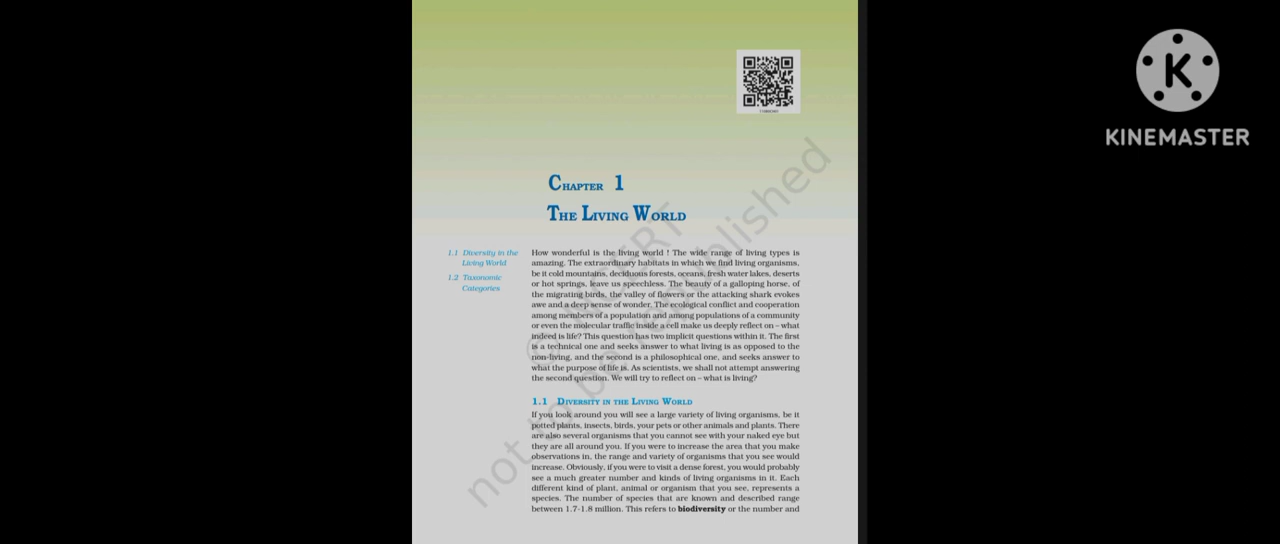 KINEMASTER
CHAPTER 1
THE LIVING WORLD
1.1 Diversity in the
Living World
1.2 Taxonomic
Categories
How wonderful is the living world ! The wide range of living types is
amazing. The extraordinary habitats in which we find living organisms,
be it cold mountains, deciduous forests, oceans, fresh water lakes, deserts
or hot springs, leave us speechless. The beauty of a galloping horse, of
the migrating birds, the valley of flowers or the attacking shark evokes
awe and a deep sense of wonder. The ecological conflict and cooperation
among members of a population and among populations of a community
or even the molecular traffic inside a cell make us deeply reflect on – what
indeed is life? This question has two implicit questions within it. The first
is a technical one and seeks answer to what living is as opposed to the
non-living, and the second is a philosophical one, and seeks answer to
what the purpose of life is. As scientists, we shall not attempt answering
the second question. We will try to reflect on – what is living?
1.1 DIVERSITY IN THE LIVING WORLD
If you look around you will see a large variety of living organisms, be it
potted plants, insects, birds, your pets or other animals and plants. There
are also several organisms that you cannot see with your naked eye but
they are all around you. If you were to increase the area that you make
observations in, the range and variety of organisms that you see would
increase. Obviously, if you were to visit a dense forest, you would probably
see a much greater number and kinds of living organisms in it. Each
different kind of plant, animal or organism that you see, represents a
species. The number of species that are known and described range
between 1.7-1.8 million. This refers to biodiversity or the number and
© NCERT
not to be republished